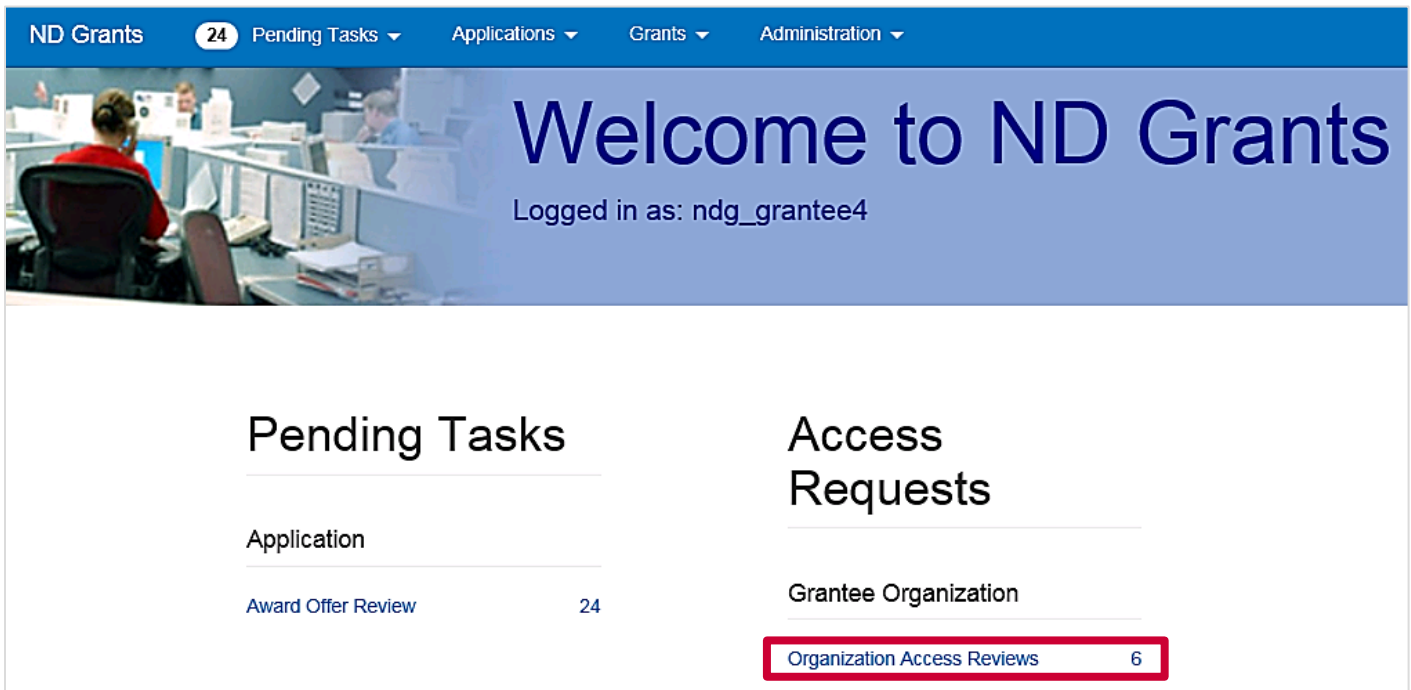 ND Grants 24 Pending Tasks Applications Grants Administration
Welcome to ND Grants
Logged in as: ndg_grantee4
Pending Tasks
Application
Award Offer Review 24
Access
Requests
Grantee Organization
Organization Access Reviews 6